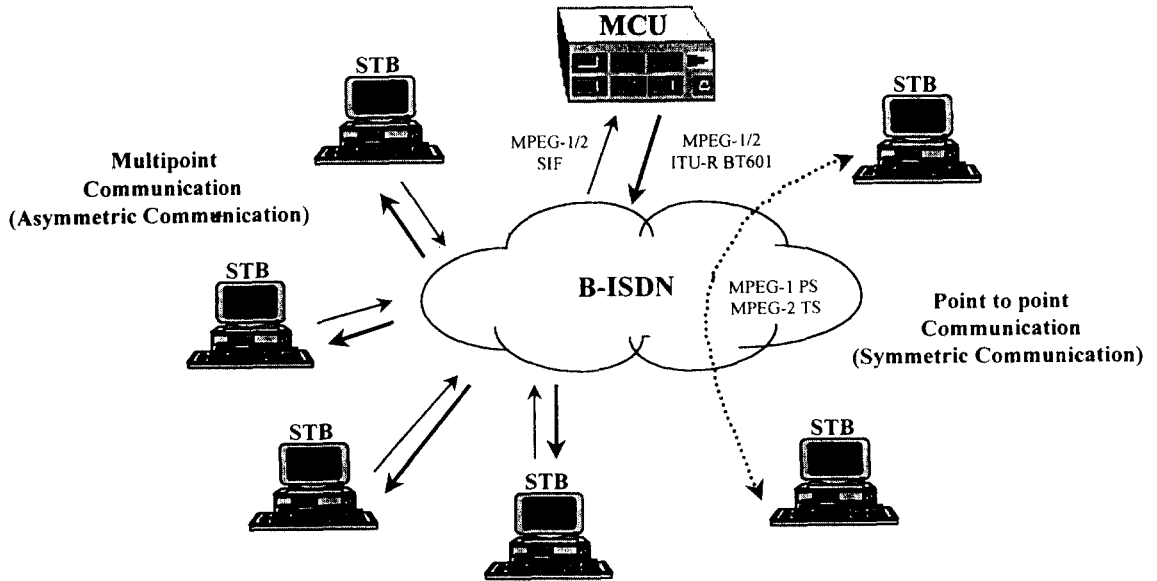 MCU
STB
STB
MPEG-1/2
SIF
MPEG-1/2
ITU-R BT601
Multipoint
Communication
(Asymmetric Communication)
STB
B-ISDN
MPEG-1 PS
MPEG-2 TS
Point to point
Communication
(Symmetric Communication)
STB
STB
STB